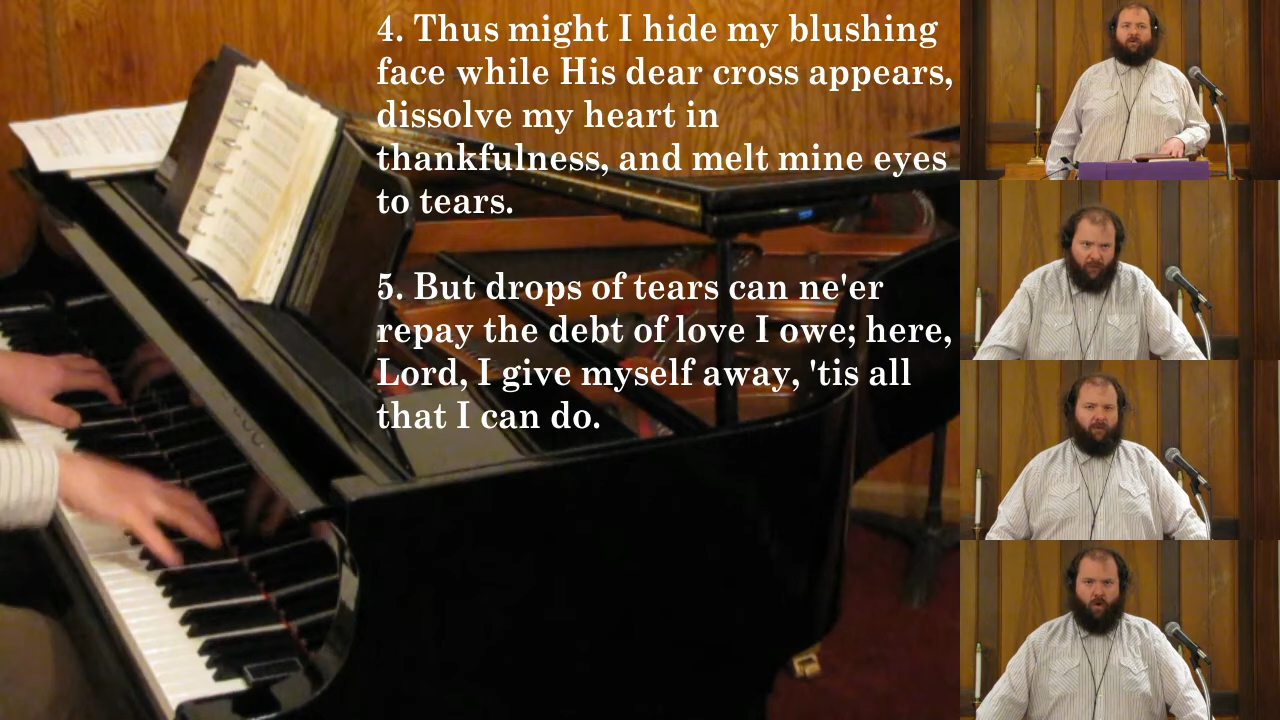 4. Thus might I hide my blushing
face while His dear cross appears,
dissolve my heart in
thankfulness, and melt mine eyes
to tears.
5. But drops of tears can ne'er
repay the debt of love I owe; here,
Lord, I give myself away, 'tis all
that I can do.